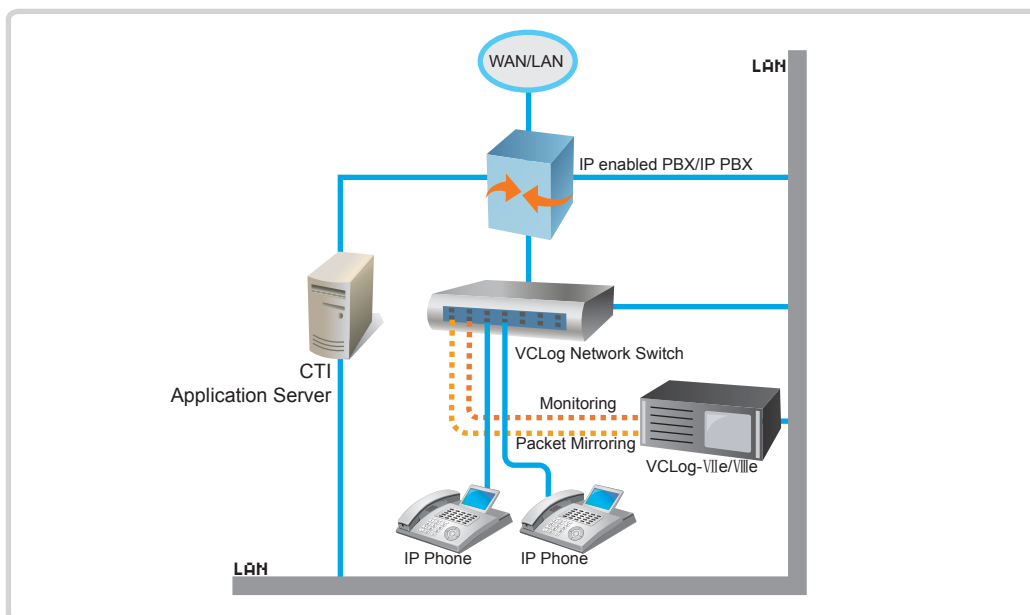 WAN/LAN
LAN
IP enabled PBX/IP PBX
VCLog Network Switch
CTI
Application Server
Monitoring
Packet Mirroring
VCLog-Ⅶe/Ⅷe
IP Phone
IP Phone
LAN